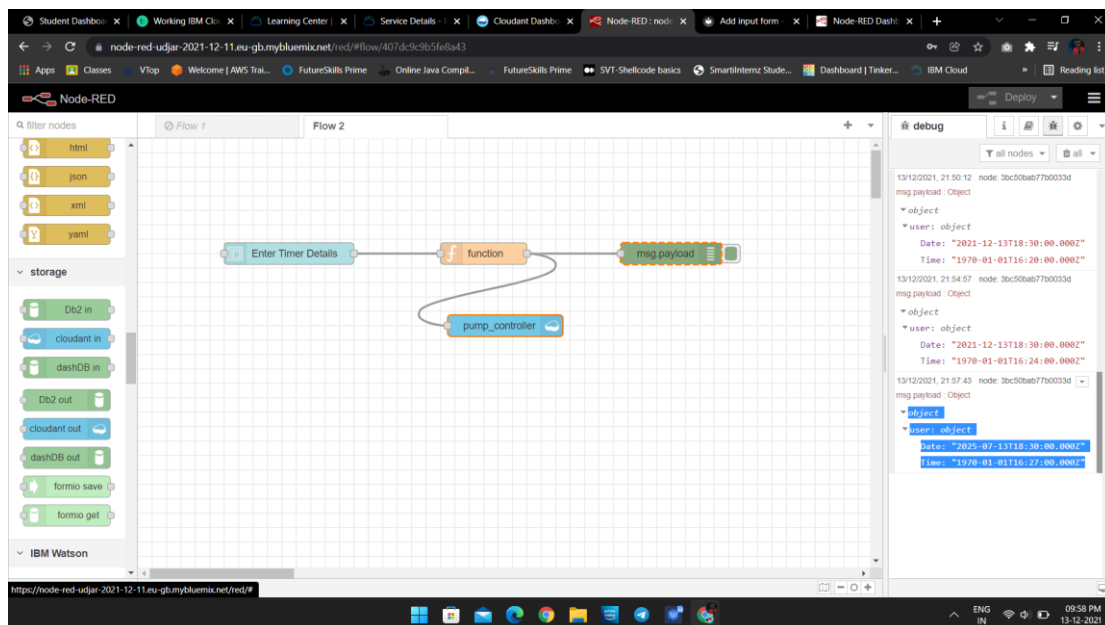 Student Dashboa
Working IBM Clou
Learning Center |
Service Details - I
Cloudant Dashbo
Node-RED : node
Add input form -
Node-RED Dashb
node-red-udjar-2021-12-11.eu-gb.mybluemix.net/red/#flow/407dc9c9b5fe8a43
Apps Classes VTop Welcome | AWS Trai... FutureSkills Prime Online Java Compil... FutureSkills Prime SVT-Shellcode basics SmartiInternz Stude... Dashboard | Tinker... IBM Cloud » Reading list
Node-RED
Deploy
filter nodes
html
json
xml
yaml
storage
Db2 in
cloudant in
dashDB in
Db2 out
cloudant out
dashDB out
formio save
formio get
IBM Watson
Flow 1
Flow 2
Enter Timer Details
function
msg.payload
pump_controller
debug
all nodes
all
13/12/2021, 21:50:12 node: 3bc50bab77b0033d
msg.payload : Object
object
user: object
Date: "2021-12-13T18:30:00.000Z"
Time: "1970-01-01T16:20:00.000Z"
13/12/2021, 21:54:57 node: 3bc50bab77b0033d
msg.payload : Object
object
user: object
Date: "2021-12-13T18:30:00.000Z"
Time: "1970-01-01T16:24:00.000Z"
13/12/2021, 21:57:43 node: 3bc50bab77b0033d
msg.payload : Object
object
user: object
Date: "2025-07-13T18:30:00.000Z"
Time: "1970-01-01T16:27:00.000Z"
https://node-red-udjar-2021-12-11.eu-gb.mybluemix.net/red/#
ENG
IN
09:58 PM
13-12-2021